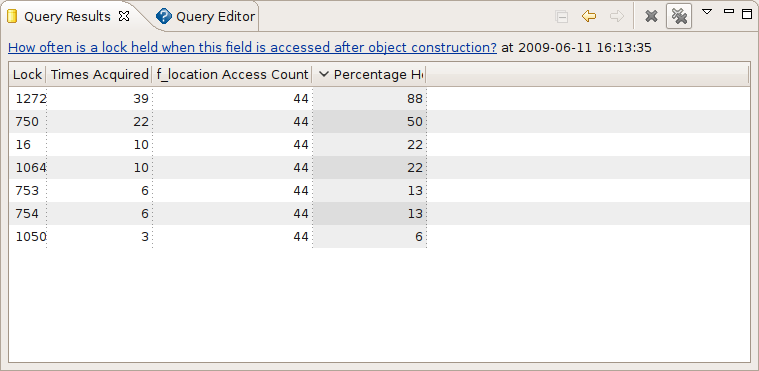 Query Results Query Editor
How often is a lock held when this field is accessed after object construction? at 2009-06-11 16:13:35
Lock Times Acquired f_location Access Count Percentage He
1272 39 44 88
750 22 44 50
16 10 44 22
1064 10 44 22
753 6 44 13
754 6 44 13
1050 3 44 6